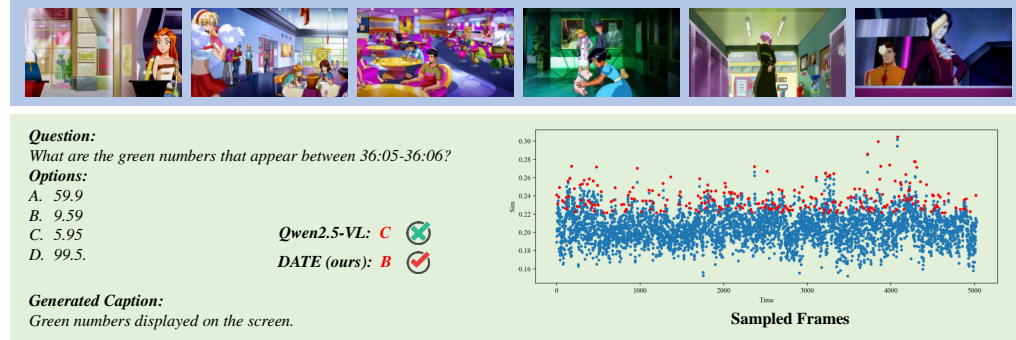 Question:
What are the green numbers that appear between 36:05-36:06?
Options:
A. 59.9
B. 9.59
C. 5.95
D. 99.5.
Qwen2.5-VL: C
DATE (ours): B
Generated Caption:
Green numbers displayed on the screen.
0.30
0.28
0.26
0.24
0.22
0.20
0.18
0.16
Sim
0 1000 2000 3000 4000 5000
Time
Sampled Frames